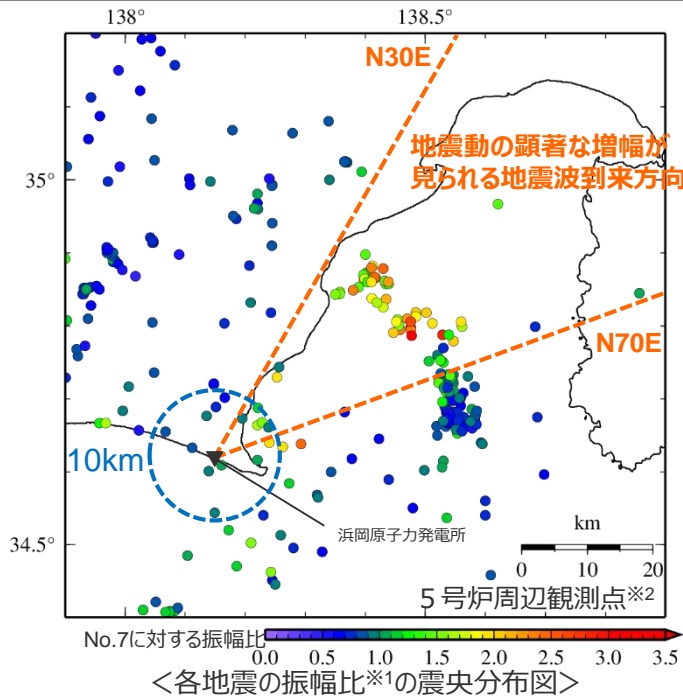 138°
138.5°
N30E
地震動の顕著な増幅が
見られる地震波到来方向
35°
N70E
10km
浜岡原子力発電所
34.5°
km
0 10 20
5号炉周辺観測点※2
No.7に対する振幅比
0.0 0.5 1.0 1.5 2.0 2.5 3.0 3.5
＜各地震の振幅比※1の震央分布図＞